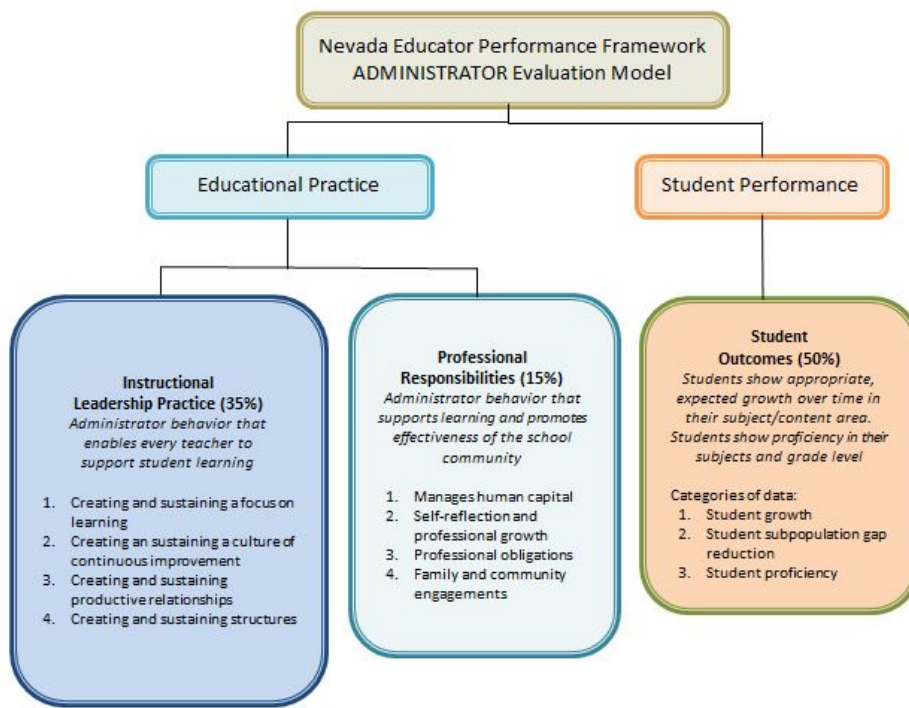 Nevada Educator Performance Framework
ADMINISTRATOR Evaluation Model
Educational Practice
Student Performance
Instructional
Leadership Practice (35%)
Administrator behavior that
enables every teacher to
support student learning
1. Creating and sustaining a focus on
learning
2. Creating an sustaining a culture of
continuous improvement
3. Creating and sustaining
productive relationships
4. Creating and sustaining structures
Professional
Responsibilities (15%)
Administrator behavior that
supports learning and promotes
effectiveness of the school
community
1. Manages human capital
2. Self-reflection and
professional growth
3. Professional obligations
4. Family and community
engagements
Student
Outcomes (50%)
Students show appropriate,
expected growth over time in
their subject/content area.
Students show proficiency in their
subjects and grade level
Categories of data:
1. Student growth
2. Student subpopulation gap
reduction
3. Student proficiency